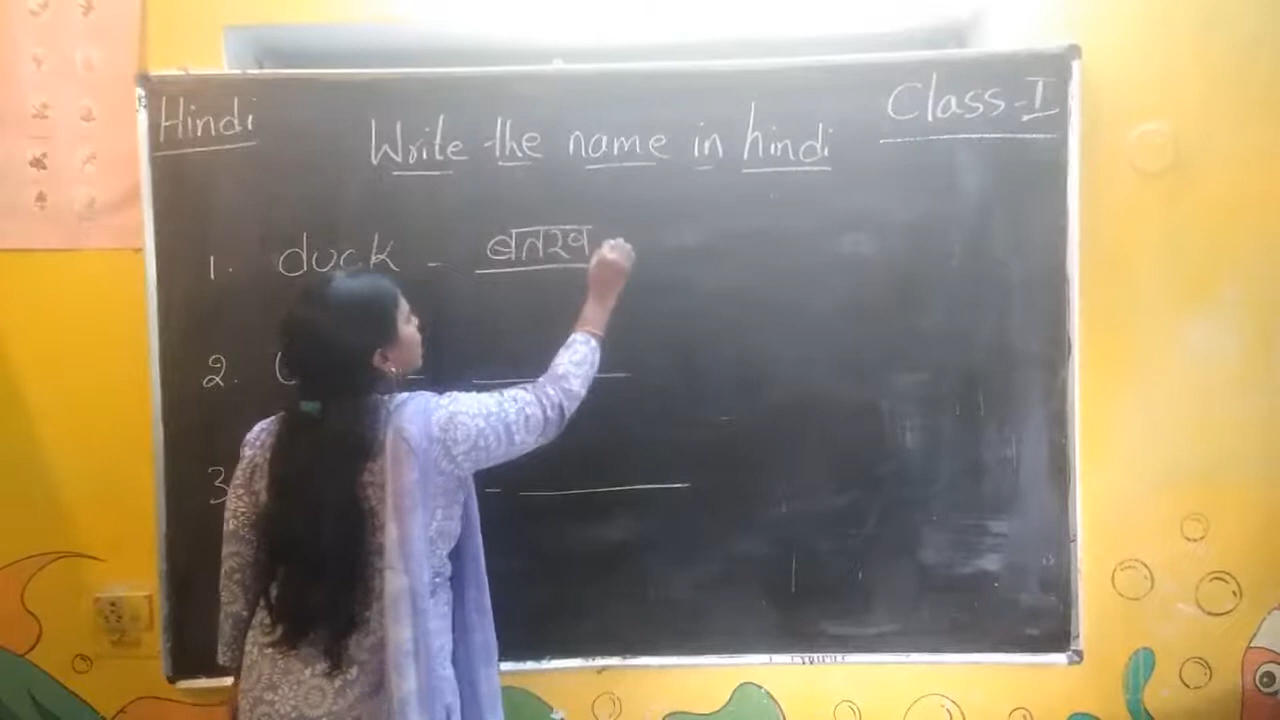 Hindi
Class-I
Write the name in hindi
1. duck - बतख
2.
3